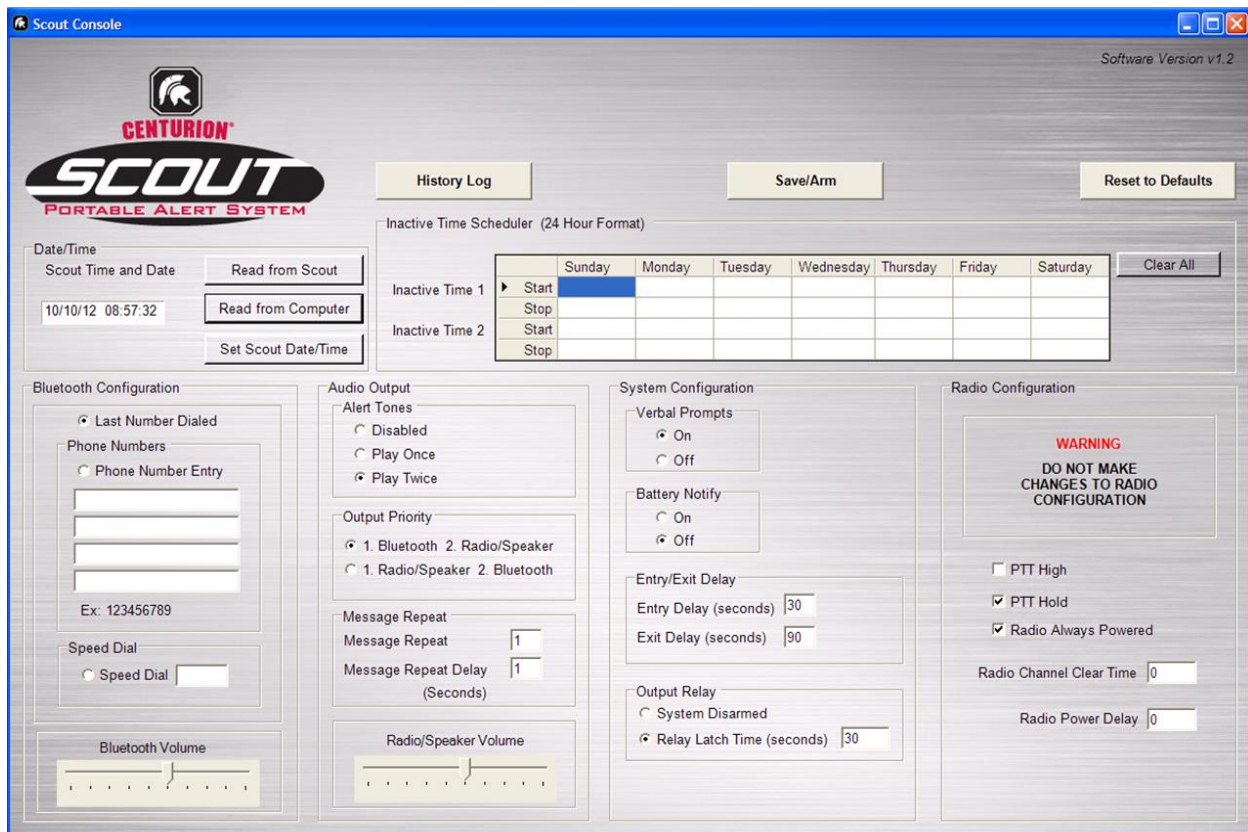 Scout Console
Software Version v1.2
CENTURION
SCOUT
PORTABLE ALERT SYSTEM
History Log
Save/Arm
Reset to Defaults
Date/Time
Scout Time and Date
10/10/12 08:57:32
Read from Scout
Read from Computer
Set Scout Date/Time
Inactive Time Scheduler (24 Hour Format)
Sunday Monday Tuesday Wednesday Thursday Friday Saturday
Inactive Time 1 Start
Stop
Inactive Time 2 Start
Stop
Clear All
Bluetooth Configuration
Last Number Dialed
Phone Numbers
Phone Number Entry
Ex: 123456789
Speed Dial
Speed Dial
Bluetooth Volume
Audio Output
Alert Tones
Disabled
Play Once
Play Twice
Output Priority
1. Bluetooth 2. Radio/Speaker
1. Radio/Speaker 2. Bluetooth
Message Repeat
Message Repeat 1
Message Repeat Delay 1
(Seconds)
Radio/Speaker Volume
System Configuration
Verbal Prompts
On
Off
Battery Notify
On
Off
Entry/Exit Delay
Entry Delay (seconds) 30
Exit Delay (seconds) 90
Output Relay
System Disarmed
Relay Latch Time (seconds) 30
Radio Configuration
WARNING
DO NOT MAKE
CHANGES TO RADIO
CONFIGURATION
PTT High
PTT Hold
Radio Always Powered
Radio Channel Clear Time 0
Radio Power Delay 0